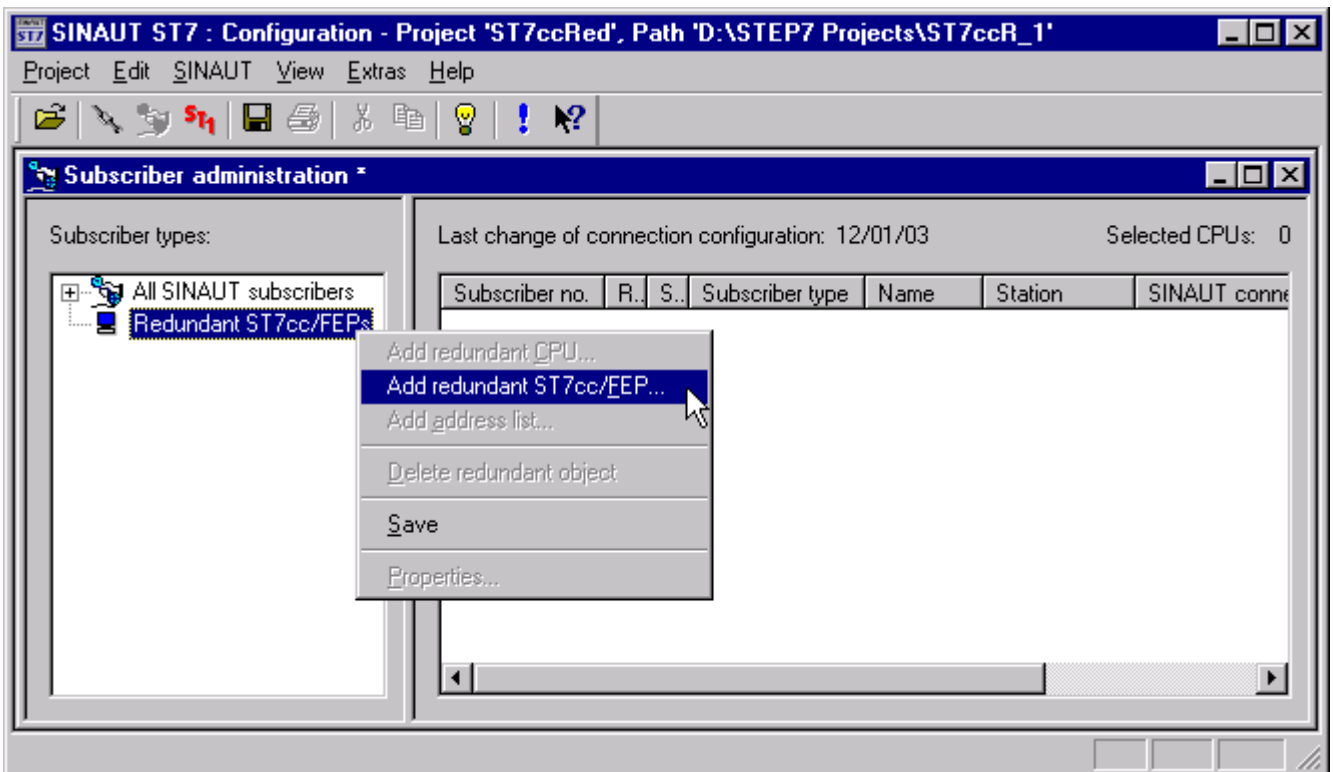 SINAUT ST7 : Configuration - Project 'ST7ccRed', Path 'D:\STEP7 Projects\ST7ccR_1'
Project Edit SINAUT View Extras Help
ST1
Subscriber administration *
Subscriber types:
Last change of connection configuration: 12/01/03 Selected CPUs: 0
All SINAUT subscribers
Redundant ST7cc/FEPs
Subscriber no. R.. S.. Subscriber type Name Station SINAUT conne
Add redundant CPU...
Add redundant ST7cc/FEP...
Add address list...
Delete redundant object
Save
Properties...